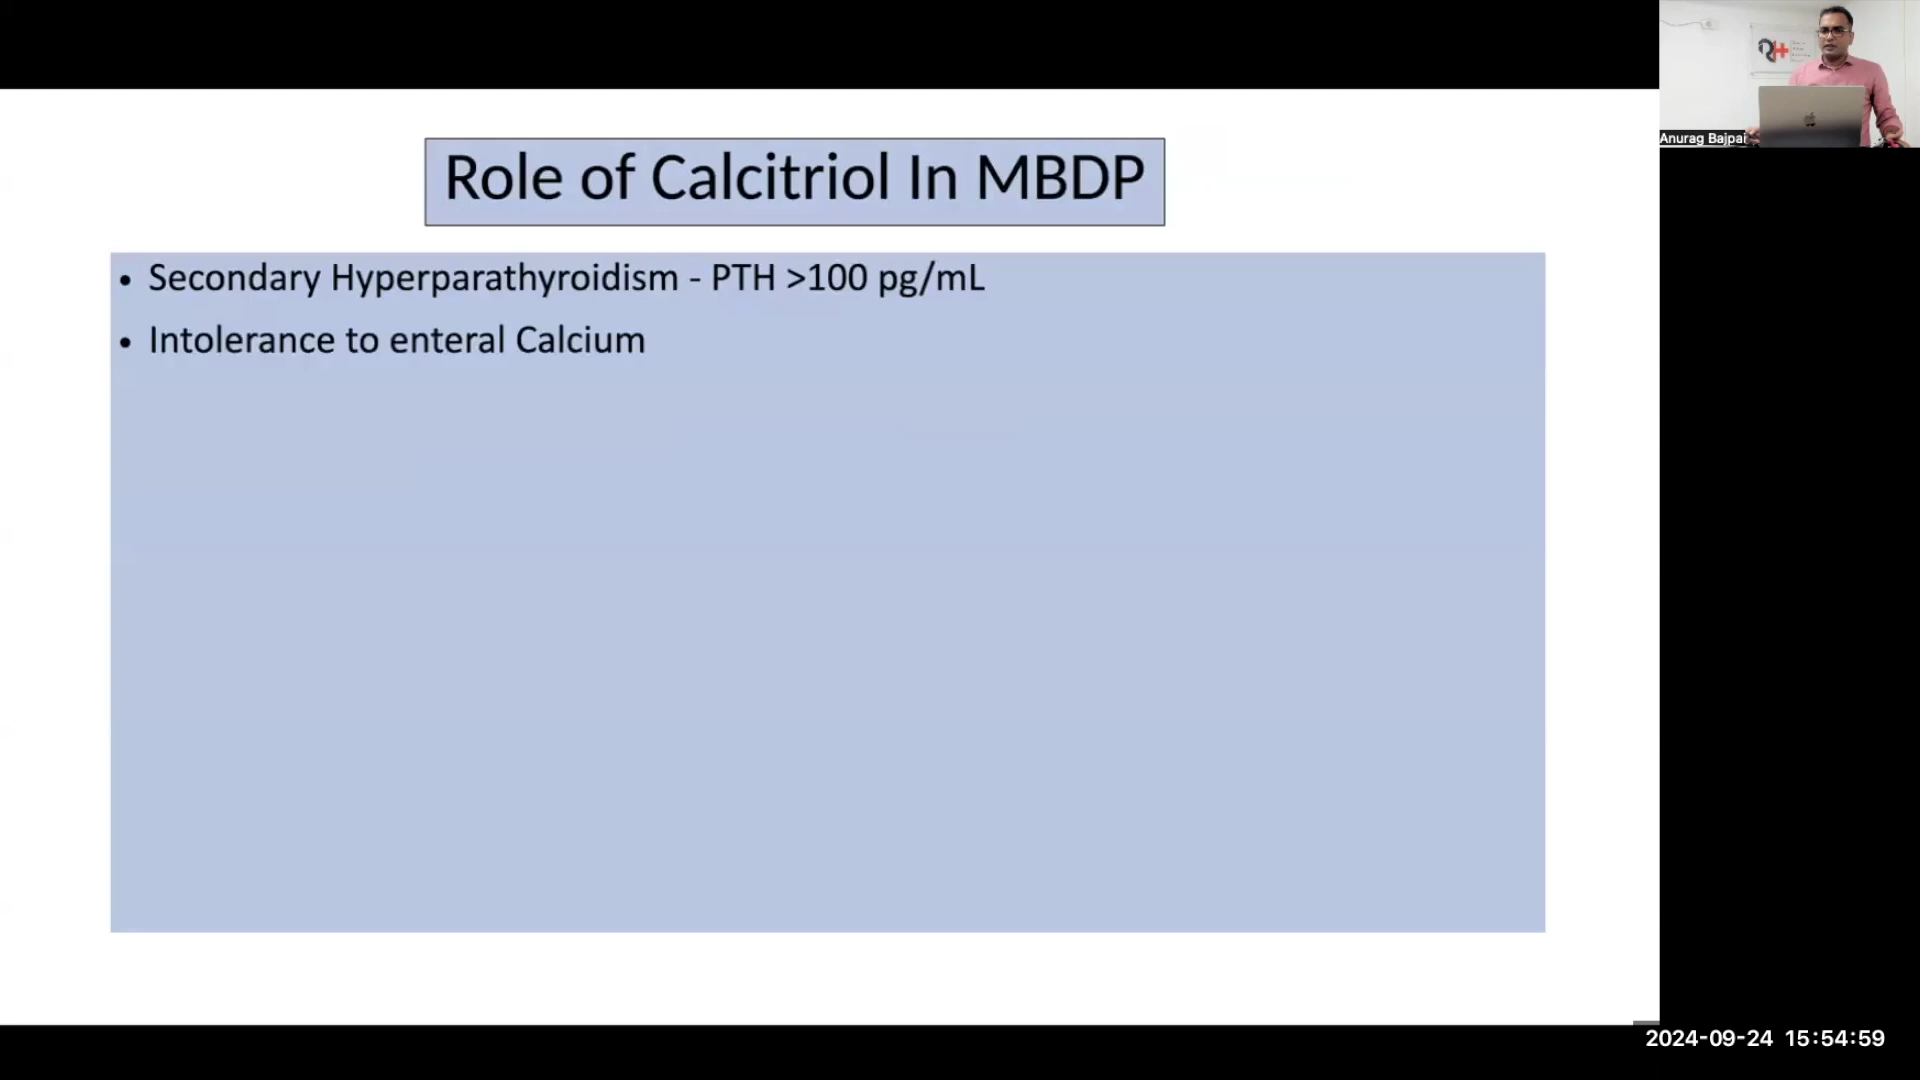 Role of Calcitriol In MBDP
• Secondary Hyperparathyroidism - PTH >100 pg/mL
• Intolerance to enteral Calcium
Anurag Bajpai
2024-09-24 15:54:59